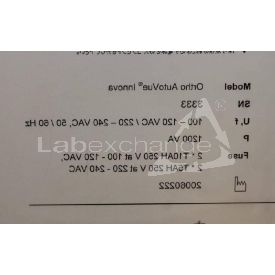 Model Ortho AutoVue® Innova
SN 3333
U, f 100 – 120 VAC / 220 – 240 VAC, 50 / 60 Hz
P 1200 VA
Fuse 2 * T10AH 250 V at 100 - 120 VAC,
2 * T6AH 250 V at 220 - 240 VAC
20060222
Labexchange